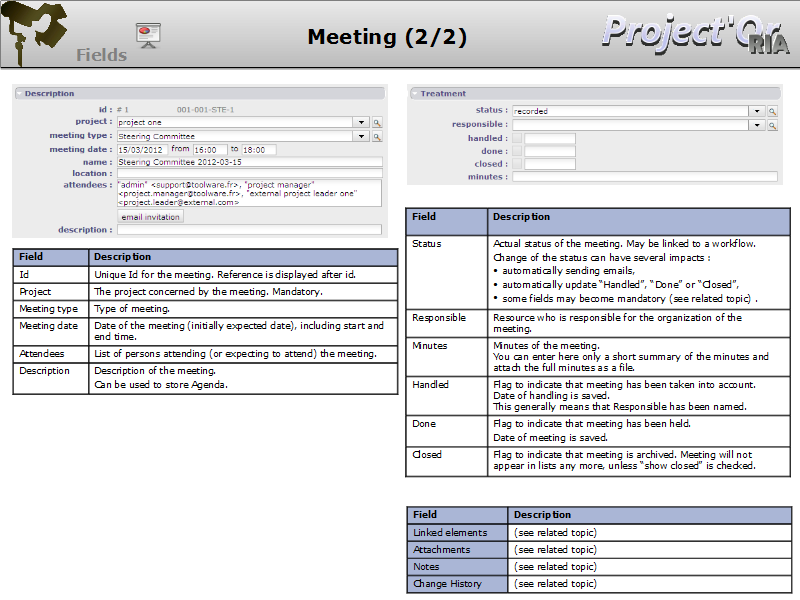 Meeting (2/2)
Fields
Project'Or
RIA
Description
id : # 1 001-001-STE-1
project : project one
meeting type : Steering Committee
meeting date : 15/03/2012 from 16:00 to 18:00
name : Steering Committee 2012-03-15
location :
attendees : "admin" <support@toolware.fr>, "project manager"
<project.manager@toolware.fr>, "external project leader one"
<project.leader@external.com>
email invitation
description :
Field Description
Id Unique Id for the meeting. Reference is displayed after id.
Project The project concerned by the meeting. Mandatory.
Meeting type Type of meeting.
Meeting date Date of the meeting (initially expected date), including start and
end time.
Attendees List of persons attending (or expecting to attend) the meeting.
Description Description of the meeting.
Can be used to store Agenda.
Treatment
status : recorded
responsible :
handled :
done :
closed :
minutes :
Field Description
Status Actual status of the meeting. May be linked to a workflow.
Change of the status can have several impacts :
• automatically sending emails,
• automatically update “Handled”, “Done” or “Closed”,
• some fields may become mandatory (see related topic) .
Responsible Resource who is responsible for the organization of the
meeting.
Minutes Minutes of the meeting.
You can enter here only a short summary of the minutes and
attach the full minutes as a file.
Handled Flag to indicate that meeting has been taken into account.
Date of handling is saved.
This generally means that Responsible has been named.
Done Flag to indicate that meeting has been held.
Date of meeting is saved.
Closed Flag to indicate that meeting is archived. Meeting will not
appear in lists any more, unless “show closed” is checked.
Field Description
Linked elements (see related topic)
Attachments (see related topic)
Notes (see related topic)
Change History (see related topic)